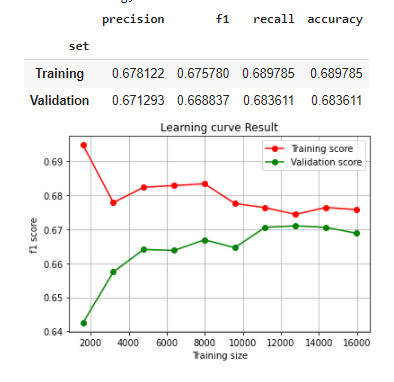 precision f1 recall accuracy
set
Training 0.678122 0.675780 0.689785 0.689785
Validation 0.671293 0.668837 0.683611 0.683611
Learning curve Result
Training score
Validation score
0.69
0.68
0.67
0.66
0.65
0.64
f1 score
2000 4000 6000 8000 10000 12000 14000 16000
Training size